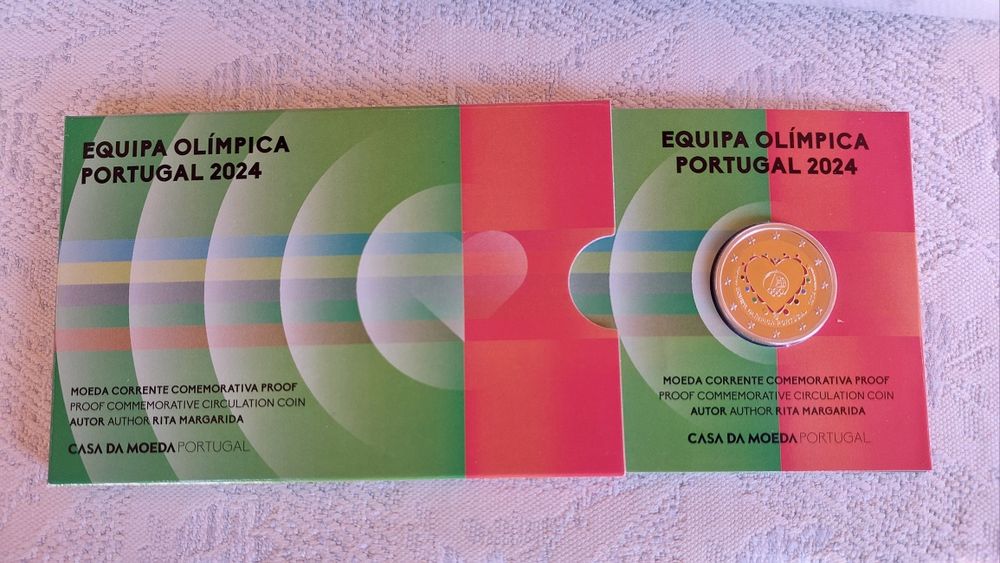 EQUIPA OLÍMPICA
PORTUGAL 2024
MOEDA CORRENTE COMEMORATIVA PROOF
PROOF COMMEMORATIVE CIRCULATION COIN
AUTOR AUTHOR RITA MARGARIDA
CASA DA MOEDA PORTUGAL
EQUIPA OLÍMPICA
PORTUGAL 2024
MOEDA CORRENTE COMEMORATIVA PROOF
PROOF COMMEMORATIVE CIRCULATION COIN
AUTOR AUTHOR RITA MARGARIDA
CASA DA MOEDA PORTUGAL